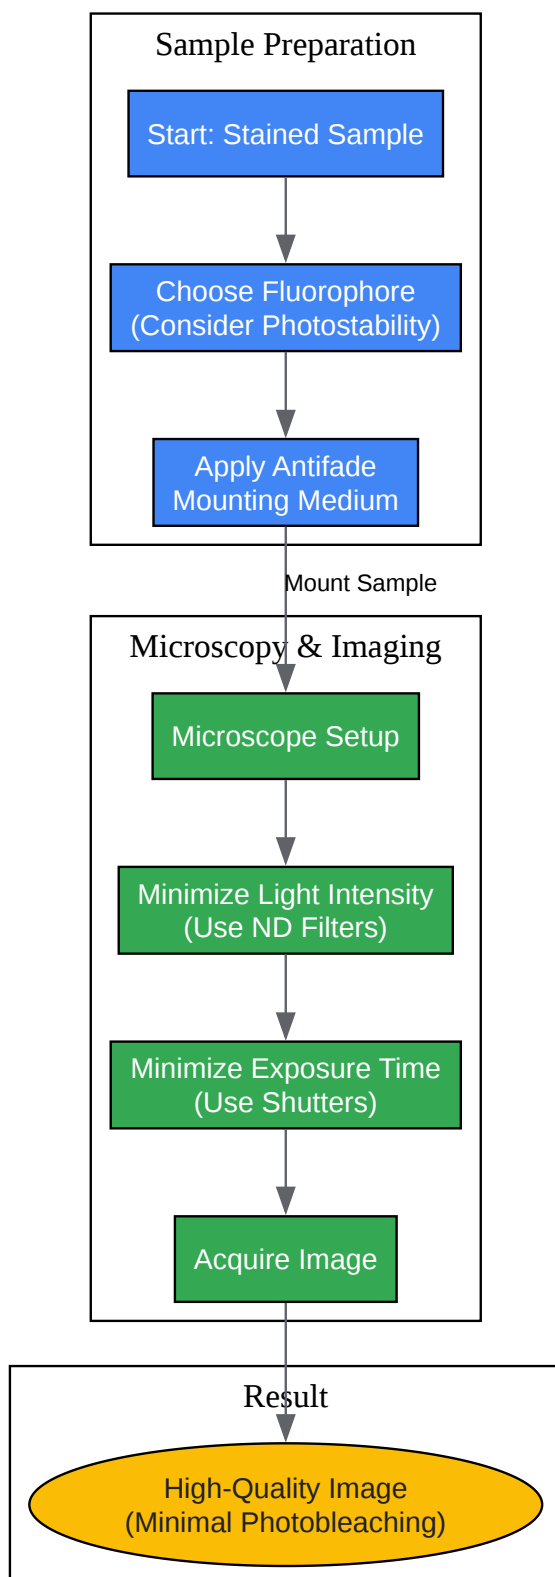 Sample Preparation
Start: Stained Sample
Choose Fluorophore
(Consider Photostability)
Apply Antifade
Mounting Medium
Mount Sample
Microscopy & Imaging
Microscope Setup
Minimize Light Intensity
(Use ND Filters)
Minimize Exposure Time
(Use Shutters)
Acquire Image
Result
High-Quality Image
(Minimal Photobleaching)